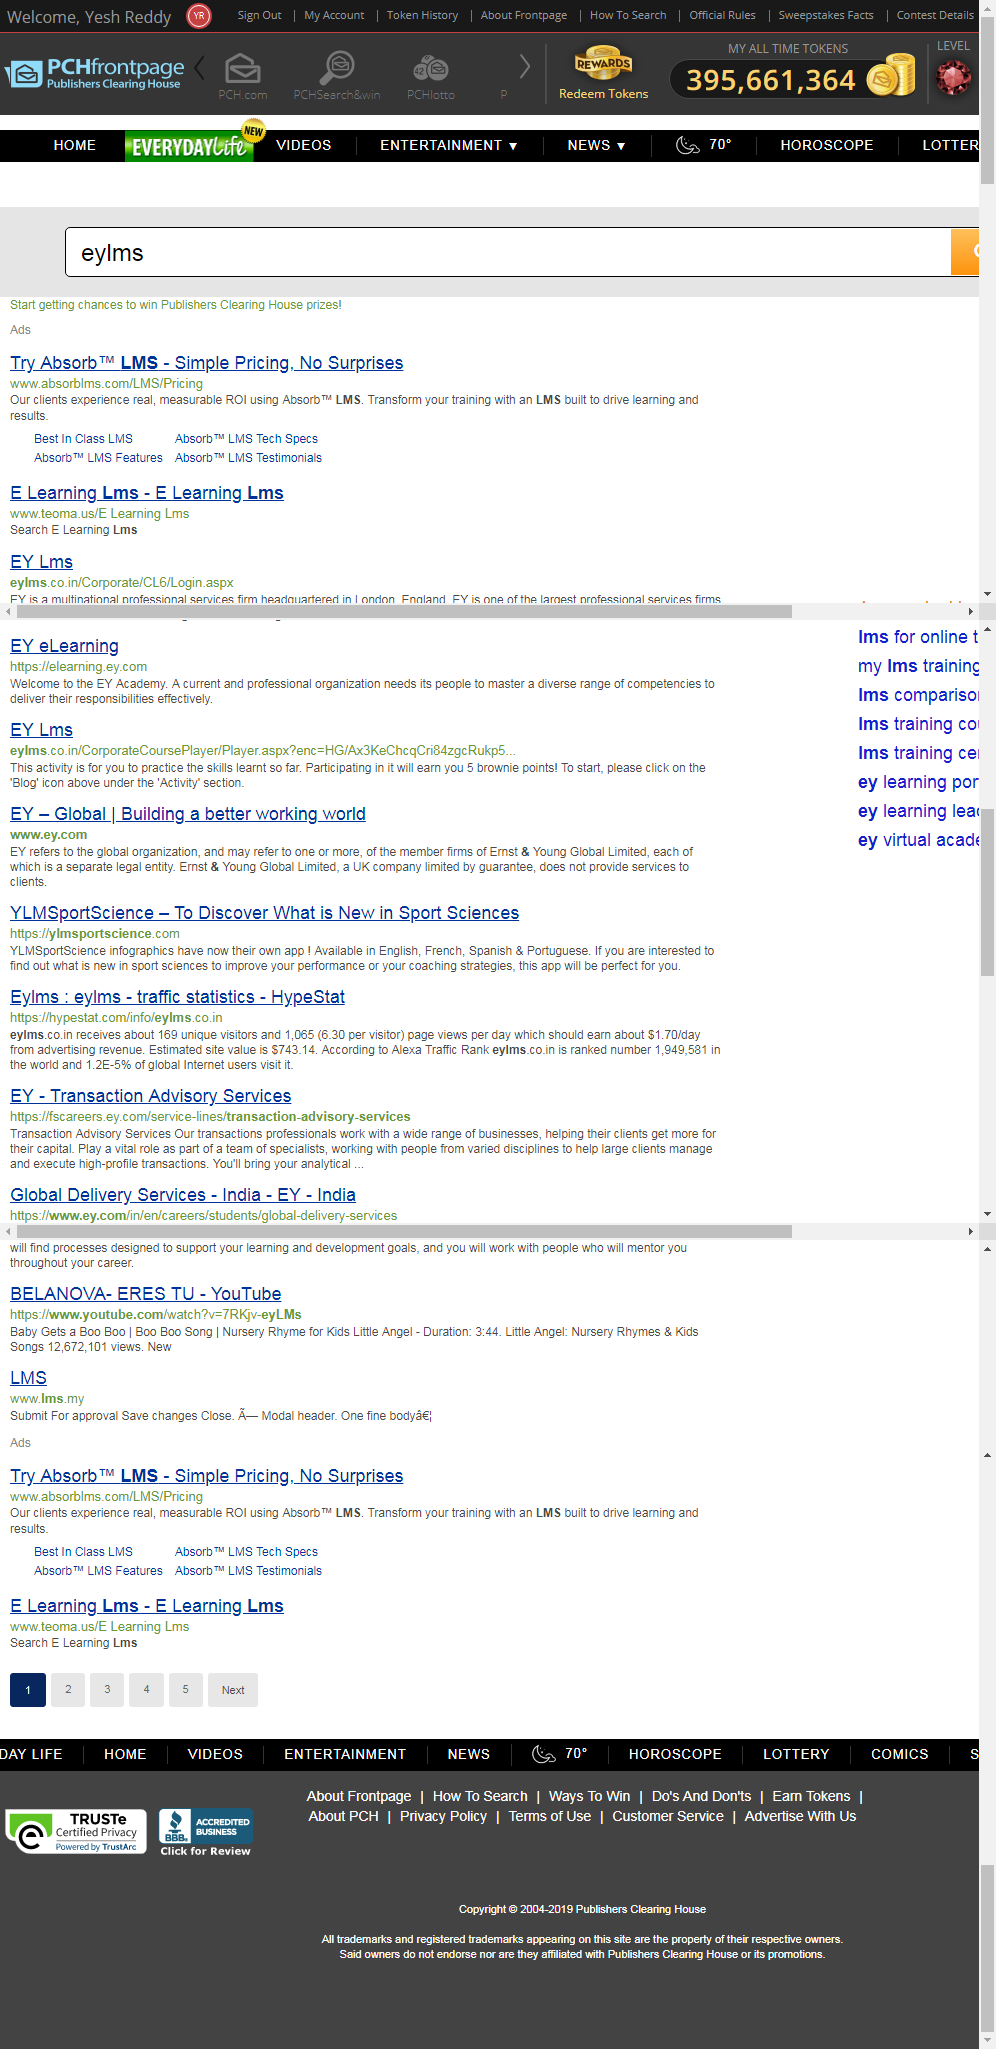 Welcome, Yesh Reddy YR Sign Out | My Account | Token History | About Frontpage | How To Search | Official Rules | Sweepstakes Facts | Contest Details
PCHfrontpage
Publishers Clearing House
PCH.com PCHSearch&win PCHlotto P
REWARDS
Redeem Tokens
MY ALL TIME TOKENS
395,661,364
LEVEL
HOME EVERYDAY Life NEW VIDEOS ENTERTAINMENT ▼ NEWS ▼ 70° HOROSCOPE LOTTER
eylms
Start getting chances to win Publishers Clearing House prizes!
Ads
Try Absorb™ LMS - Simple Pricing, No Surprises
www.absorblms.com/LMS/Pricing
Our clients experience real, measurable ROI using Absorb™ LMS. Transform your training with an LMS built to drive learning and
results.
Best In Class LMS Absorb™ LMS Tech Specs
Absorb™ LMS Features Absorb™ LMS Testimonials
E Learning Lms - E Learning Lms
www.teoma.us/E Learning Lms
Search E Learning Lms
EY Lms
eylms.co.in/Corporate/CL6/Login.aspx
EY is a multinational professional services firm headquartered in London, England. EY is one of the largest professional services firms
EY eLearning
https://elearning.ey.com
Welcome to the EY Academy. A current and professional organization needs its people to master a diverse range of competencies to
deliver their responsibilities effectively.
lms for online t
my lms training
lms compariso
lms training cou
lms training cer
ey learning por
ey learning lea
ey virtual acade
EY Lms
eylms.co.in/CorporateCoursePlayer/Player.aspx?enc=HG/Ax3KeChcqCri84zgcRukp5...
This activity is for you to practice the skills learnt so far. Participating in it will earn you 5 brownie points! To start, please click on the
'Blog' icon above under the 'Activity' section.
EY – Global | Building a better working world
www.ey.com
EY refers to the global organization, and may refer to one or more, of the member firms of Ernst & Young Global Limited, each of
which is a separate legal entity. Ernst & Young Global Limited, a UK company limited by guarantee, does not provide services to
clients.
YLMSportScience – To Discover What is New in Sport Sciences
https://ylmsportscience.com
YLMSportScience infographics have now their own app ! Available in English, French, Spanish & Portuguese. If you are interested to
find out what is new in sport sciences to improve your performance or your coaching strategies, this app will be perfect for you.
Eylms : eylms - traffic statistics - HypeStat
https://hypestat.com/info/eylms.co.in
eylms.co.in receives about 169 unique visitors and 1,065 (6.30 per visitor) page views per day which should earn about $1.70/day
from advertising revenue. Estimated site value is $743.14. According to Alexa Traffic Rank eylms.co.in is ranked number 1,949,581 in
the world and 1.2E-5% of global Internet users visit it.
EY - Transaction Advisory Services
https://fscareers.ey.com/service-lines/transaction-advisory-services
Transaction Advisory Services Our transactions professionals work with a wide range of businesses, helping their clients get more for
their capital. Play a vital role as part of a team of specialists, working with people from varied disciplines to help large clients manage
and execute high-profile transactions. You'll bring your analytical ...
Global Delivery Services - India - EY - India
https://www.ey.com/in/en/careers/students/global-delivery-services
will find processes designed to support your learning and development goals, and you will work with people who will mentor you
throughout your career.
BELANOVA- ERES TU - YouTube
https://www.youtube.com/watch?v=7RKjv-eyLMs
Baby Gets a Boo Boo | Boo Boo Song | Nursery Rhyme for Kids Little Angel - Duration: 3:44. Little Angel: Nursery Rhymes & Kids
Songs 12,672,101 views. New
LMS
www.lms.my
Submit For approval Save changes Close. Ã— Modal header. One fine bodyâ€¦
Ads
Try Absorb™ LMS - Simple Pricing, No Surprises
www.absorblms.com/LMS/Pricing
Our clients experience real, measurable ROI using Absorb™ LMS. Transform your training with an LMS built to drive learning and
results.
Best In Class LMS Absorb™ LMS Tech Specs
Absorb™ LMS Features Absorb™ LMS Testimonials
E Learning Lms - E Learning Lms
www.teoma.us/E Learning Lms
Search E Learning Lms
1 2 3 4 5 Next
DAY LIFE HOME VIDEOS ENTERTAINMENT NEWS 70° HOROSCOPE LOTTERY COMICS S
About Frontpage | How To Search | Ways To Win | Do's And Don'ts | Earn Tokens |
About PCH | Privacy Policy | Terms of Use | Customer Service | Advertise With Us
TRUSTe
Certified Privacy
Powered by TrustArc
BBB. ACCREDITED BUSINESS
Click for Review
Copyright © 2004-2019 Publishers Clearing House
All trademarks and registered trademarks appearing on this site are the property of their respective owners.
Said owners do not endorse nor are they affiliated with Publishers Clearing House or its promotions.